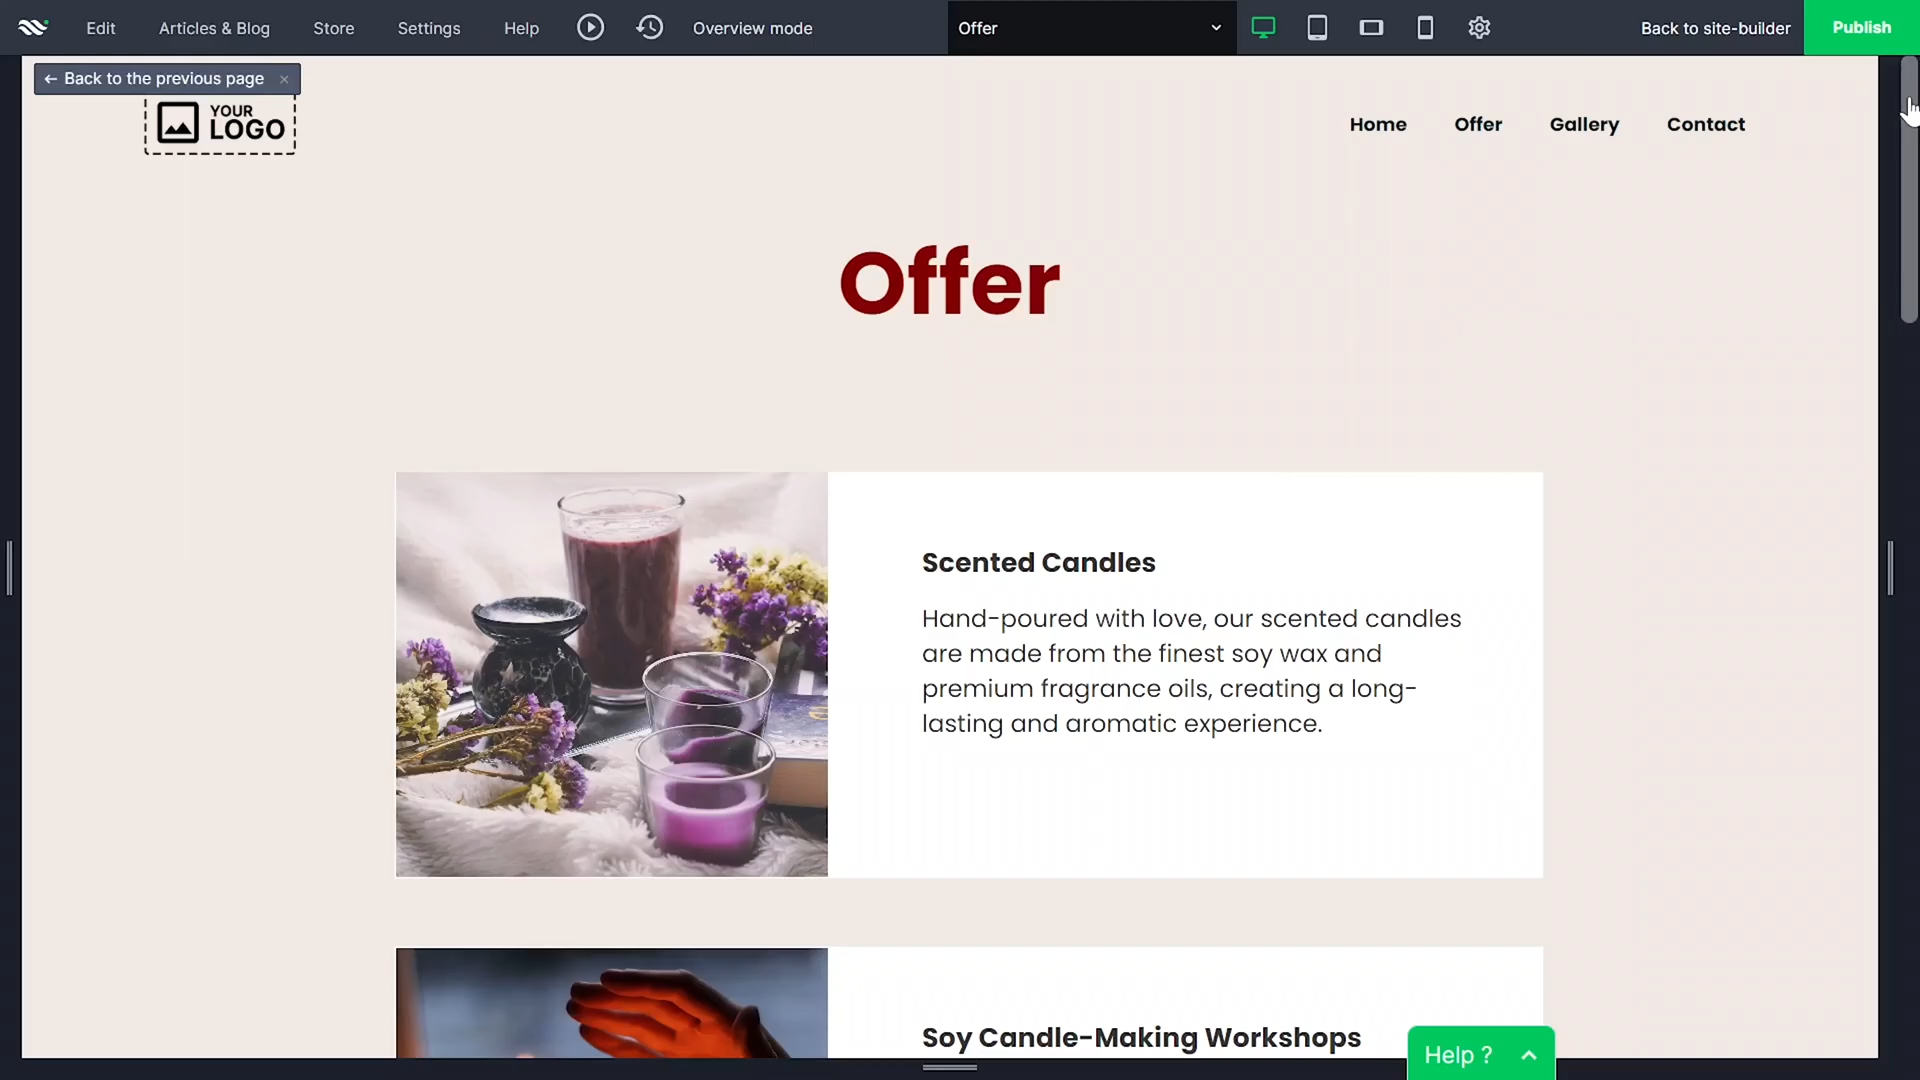 Edit Articles & Blog Store Settings Help Overview mode Offer Back to site-builder Publish
← Back to the previous page ×
YOUR
LOGO
Home Offer Gallery Contact
Offer
Scented Candles
Hand-poured with love, our scented candles
are made from the finest soy wax and
premium fragrance oils, creating a long-
lasting and aromatic experience.
Soy Candle-Making Workshops
Help ?